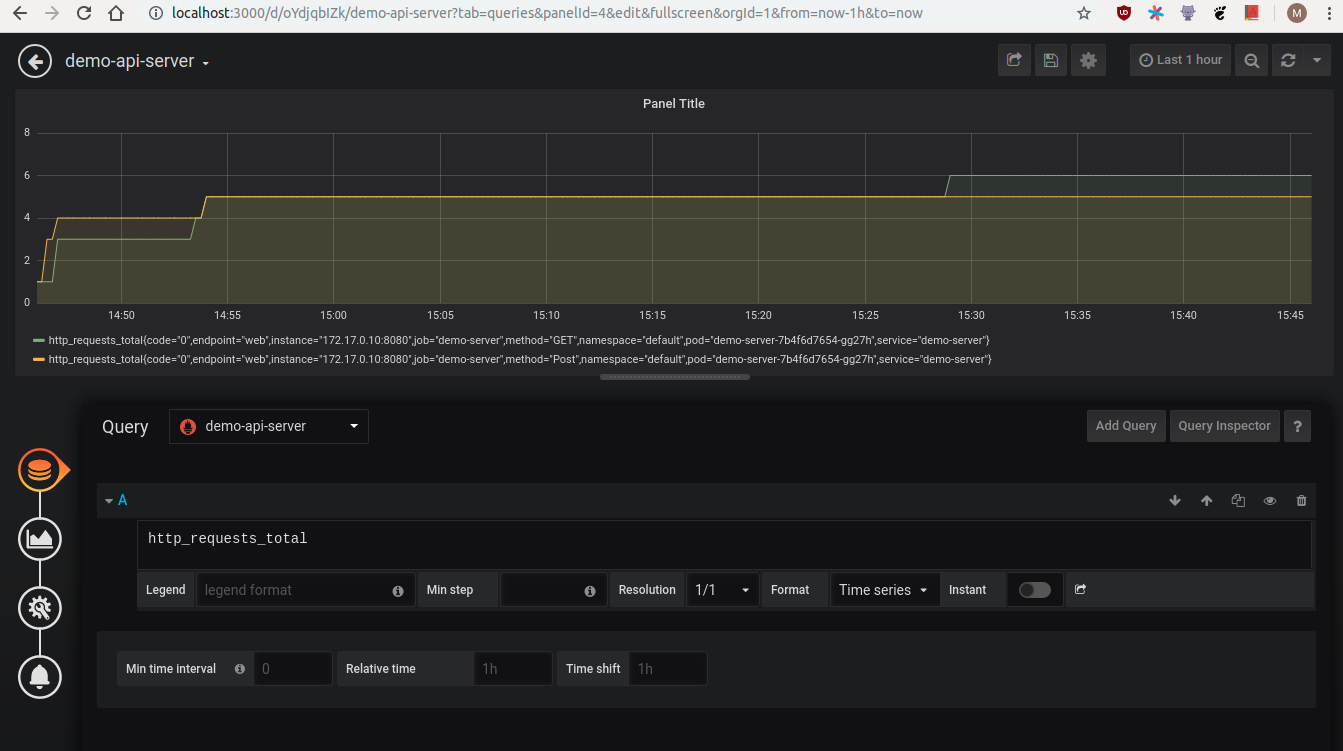 localhost:3000/d/oYdjqbIZk/demo-api-server?tab=queries&panelId=4&edit&fullscreen&orgId=1&from=now-1h&to=now
UD
M
demo-api-server
Last 1 hour
Panel Title
8
6
4
2
0
14:50 14:55 15:00 15:05 15:10 15:15 15:20 15:25 15:30 15:35 15:40 15:45
http_requests_total{code="0",endpoint="web",instance="172.17.0.10:8080",job="demo-server",method="GET",namespace="default",pod="demo-server-7b4f6d7654-gg27h",service="demo-server"}
http_requests_total{code="0",endpoint="web",instance="172.17.0.10:8080",job="demo-server",method="Post",namespace="default",pod="demo-server-7b4f6d7654-gg27h",service="demo-server"}
Query demo-api-server Add Query Query Inspector ?
A
http_requests_total
Legend legend format Min step Resolution 1/1 Format Time series Instant
Min time interval 0 Relative time 1h Time shift 1h